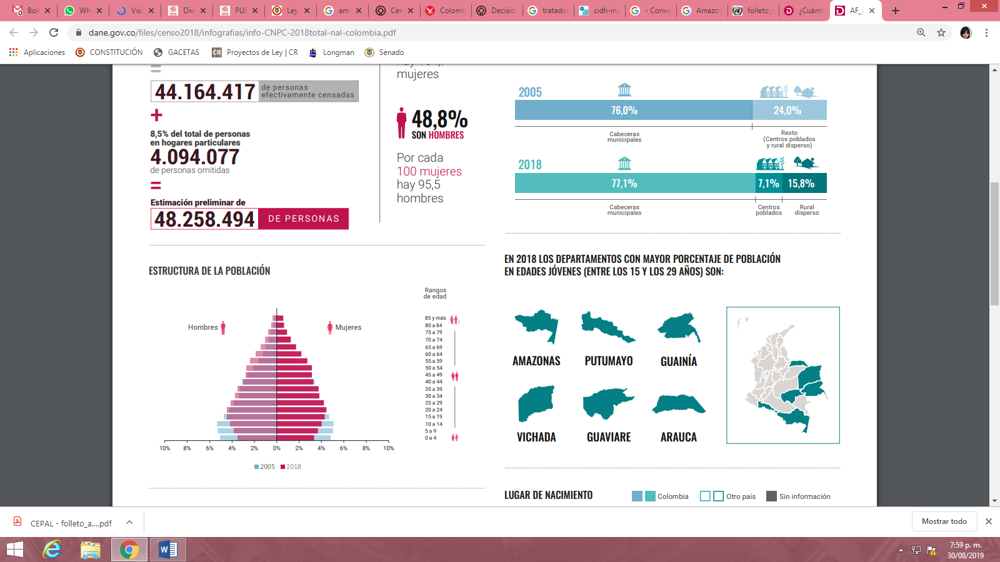 Boît
Wha
Visi
Dive
PUB
Ley
ama
Cen
Colomb
Decision
tratado
cidh-inc
- Conve
Amazon
folleto_a
¿Cuánto
AF_i
dane.gov.co/files/censo2018/infografias/info-CNPC-2018total-nal-colombia.pdf
Aplicaciones
CONSTITUCIÓN
GACETAS
Proyectos de Ley | CR
Longman
Senado
=
44.164.417 de personas
efectivamente censadas
+
8,5% del total de personas
en hogares particulares
4.094.077
de personas omitidas
=
Estimación preliminar de
48.258.494 DE PERSONAS
mujeres
48,8%
SON HOMBRES
Por cada
100 mujeres
hay 95,5
hombres
2005
76,0% 24,0%
Cabeceras
municipales
Resto
(Centros poblados
y rural disperso)
2018
77,1% 7,1% 15,8%
Cabeceras
municipales
Centros
poblados
Rural
disperso
ESTRUCTURA DE LA POBLACIÓN
Rangos
de edad
Hombres
Mujeres
85 y más
80 a 84
75 a 79
70 a 74
65 a 69
60 a 64
55 a 59
50 a 54
45 a 49
40 a 44
35 a 39
30 a 34
25 a 29
20 a 24
15 a 19
10 a 14
5 a 9
0 a 4
10% 8% 6% 4% 2% 0% 2% 4% 6% 8% 10%
2005 2018
EN 2018 LOS DEPARTAMENTOS CON MAYOR PORCENTAJE DE POBLACIÓN
EN EDADES JÓVENES (ENTRE LOS 15 Y LOS 29 AÑOS) SON:
AMAZONAS PUTUMAYO GUAINÍA
VICHADA GUAVIARE ARAUCA
LUGAR DE NACIMIENTO
Colombia Otro país Sin información
CEPAL - folleto_a....pdf
Mostrar todo
7:59 p. m.
30/08/2019